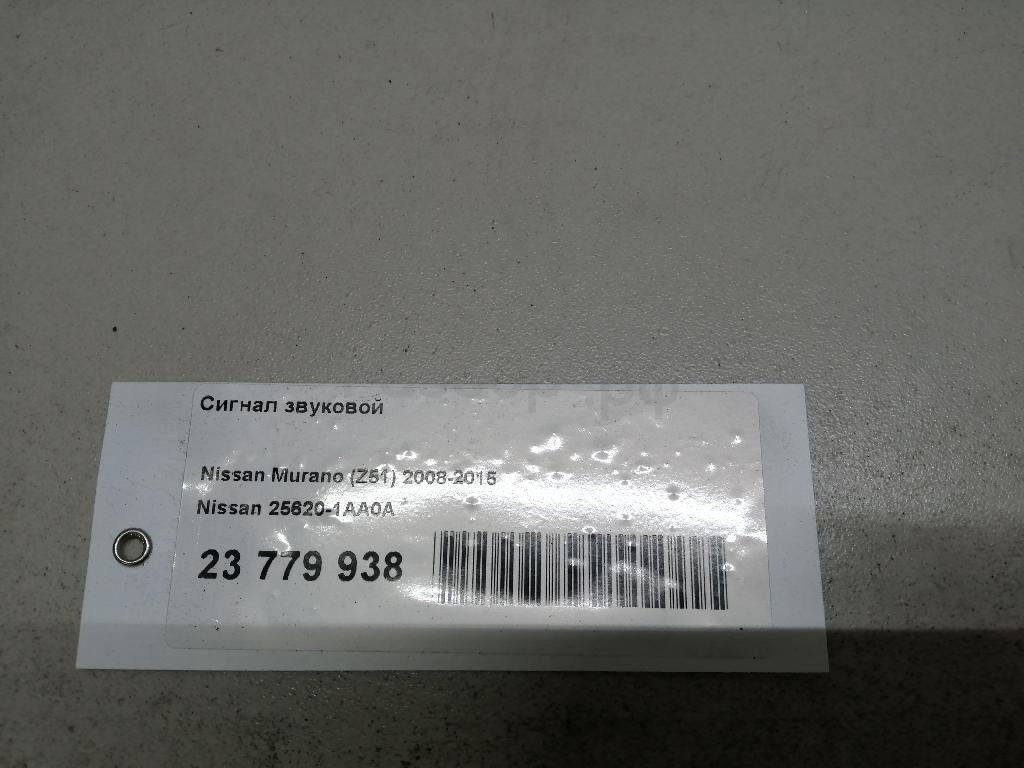 Сигнал звуковой
Nissan Murano (Z51) 2008-2015
Nissan 25620-1AA0A
23 779 938